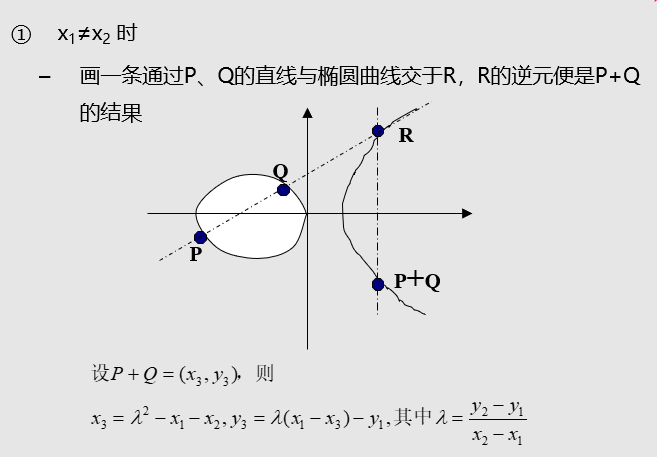 ① x₁≠x₂ 时
– 画一条通过P、Q的直线与椭圆曲线交于R，R的逆元便是P+Q
的结果
R
Q
P
P+Q
设P+Q=(x₃,y₃)，则
x₃=λ²−x₁−x₂,y₃=λ(x₁−x₃)−y₁,其中λ=(y₂−y₁)/(x₂−x₁)